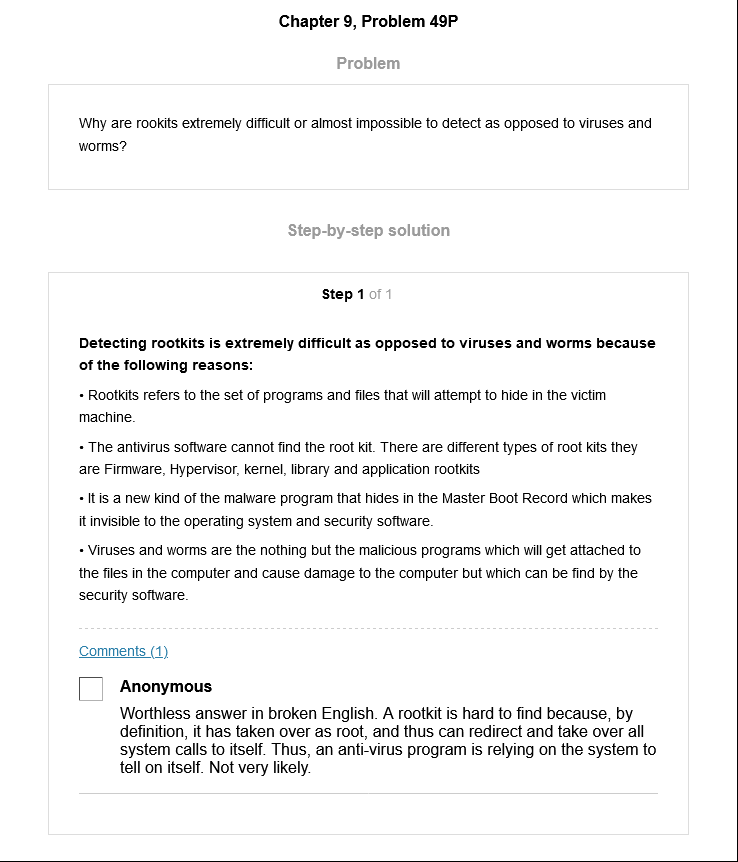 Chapter 9, Problem 49P
Problem
Why are rookits extremely difficult or almost impossible to detect as opposed to viruses and
worms?
Step-by-step solution
Step 1 of 1
Detecting rootkits is extremely difficult as opposed to viruses and worms because
of the following reasons:
• Rootkits refers to the set of programs and files that will attempt to hide in the victim
machine.
• The antivirus software cannot find the root kit. There are different types of root kits they
are Firmware, Hypervisor, kernel, library and application rootkits
• It is a new kind of the malware program that hides in the Master Boot Record which makes
it invisible to the operating system and security software.
• Viruses and worms are the nothing but the malicious programs which will get attached to
the files in the computer and cause damage to the computer but which can be find by the
security software.
Comments (1)
Anonymous
Worthless answer in broken English. A rootkit is hard to find because, by
definition, it has taken over as root, and thus can redirect and take over all
system calls to itself. Thus, an anti-virus program is relying on the system to
tell on itself. Not very likely.